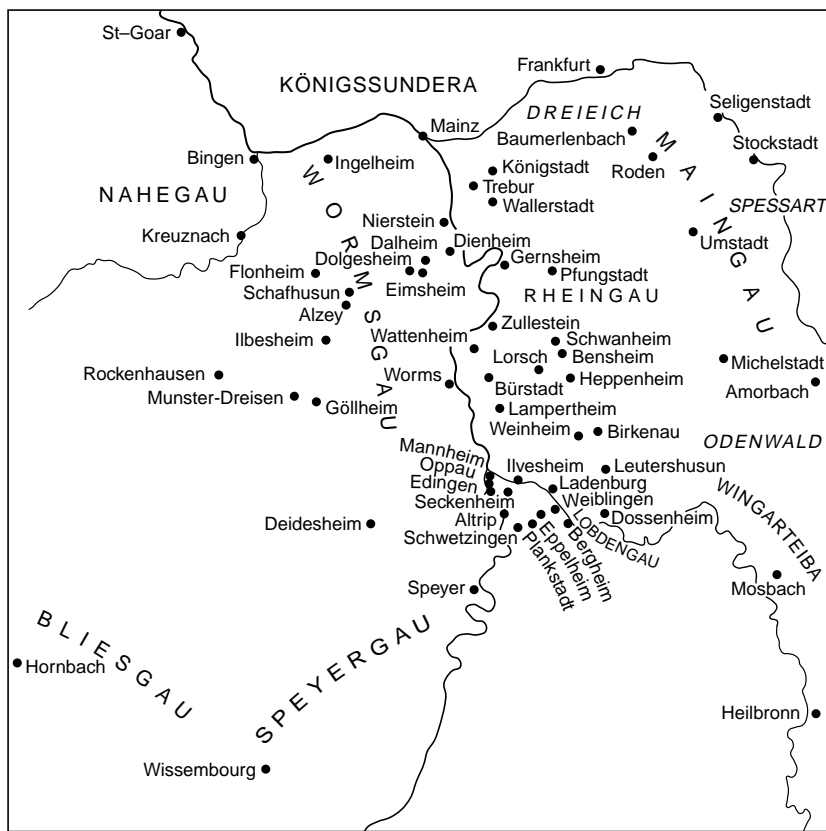 St–Goar
Frankfurt
KÖNIGSSUNDERA
DREIEICH
Seligenstadt
Mainz
Baumerlenbach
Stockstadt
Bingen
Ingelheim
Königstadt
Roden
MAINGAU
NAHEGAU
WORMSGAU
Trebur
Wallerstadt
SPESSART
Nierstein
Kreuznach
Dalheim
Dienheim
Umstadt
Dolgesheim
Gernsheim
Flonheim
Eimsheim
Pfungstadt
Schafhusun
RHEINGAU
Alzey
Zullestein
Ilbesheim
Wattenheim
Schwanheim
Lorsch
Bensheim
Michelstadt
Rockenhausen
Worms
Bürstadt
Heppenheim
Amorbach
Munster-Dreisen
Göllheim
Lampertheim
Weinheim
Birkenau
ODENWALD
Mannheim
Oppau
Ilvesheim
Leutershusun
Edingen
Ladenburg
WINGARTEIBA
Seckenheim
Weiblingen
Altrip
LOBDENGAU
Dossenheim
Deidesheim
Schwetzingen
Plankstadt
Eppelheim
Bergheim
Mosbach
Speyer
BLIESGAU
SPEYERGAU
Hornbach
Heilbronn
Wissembourg